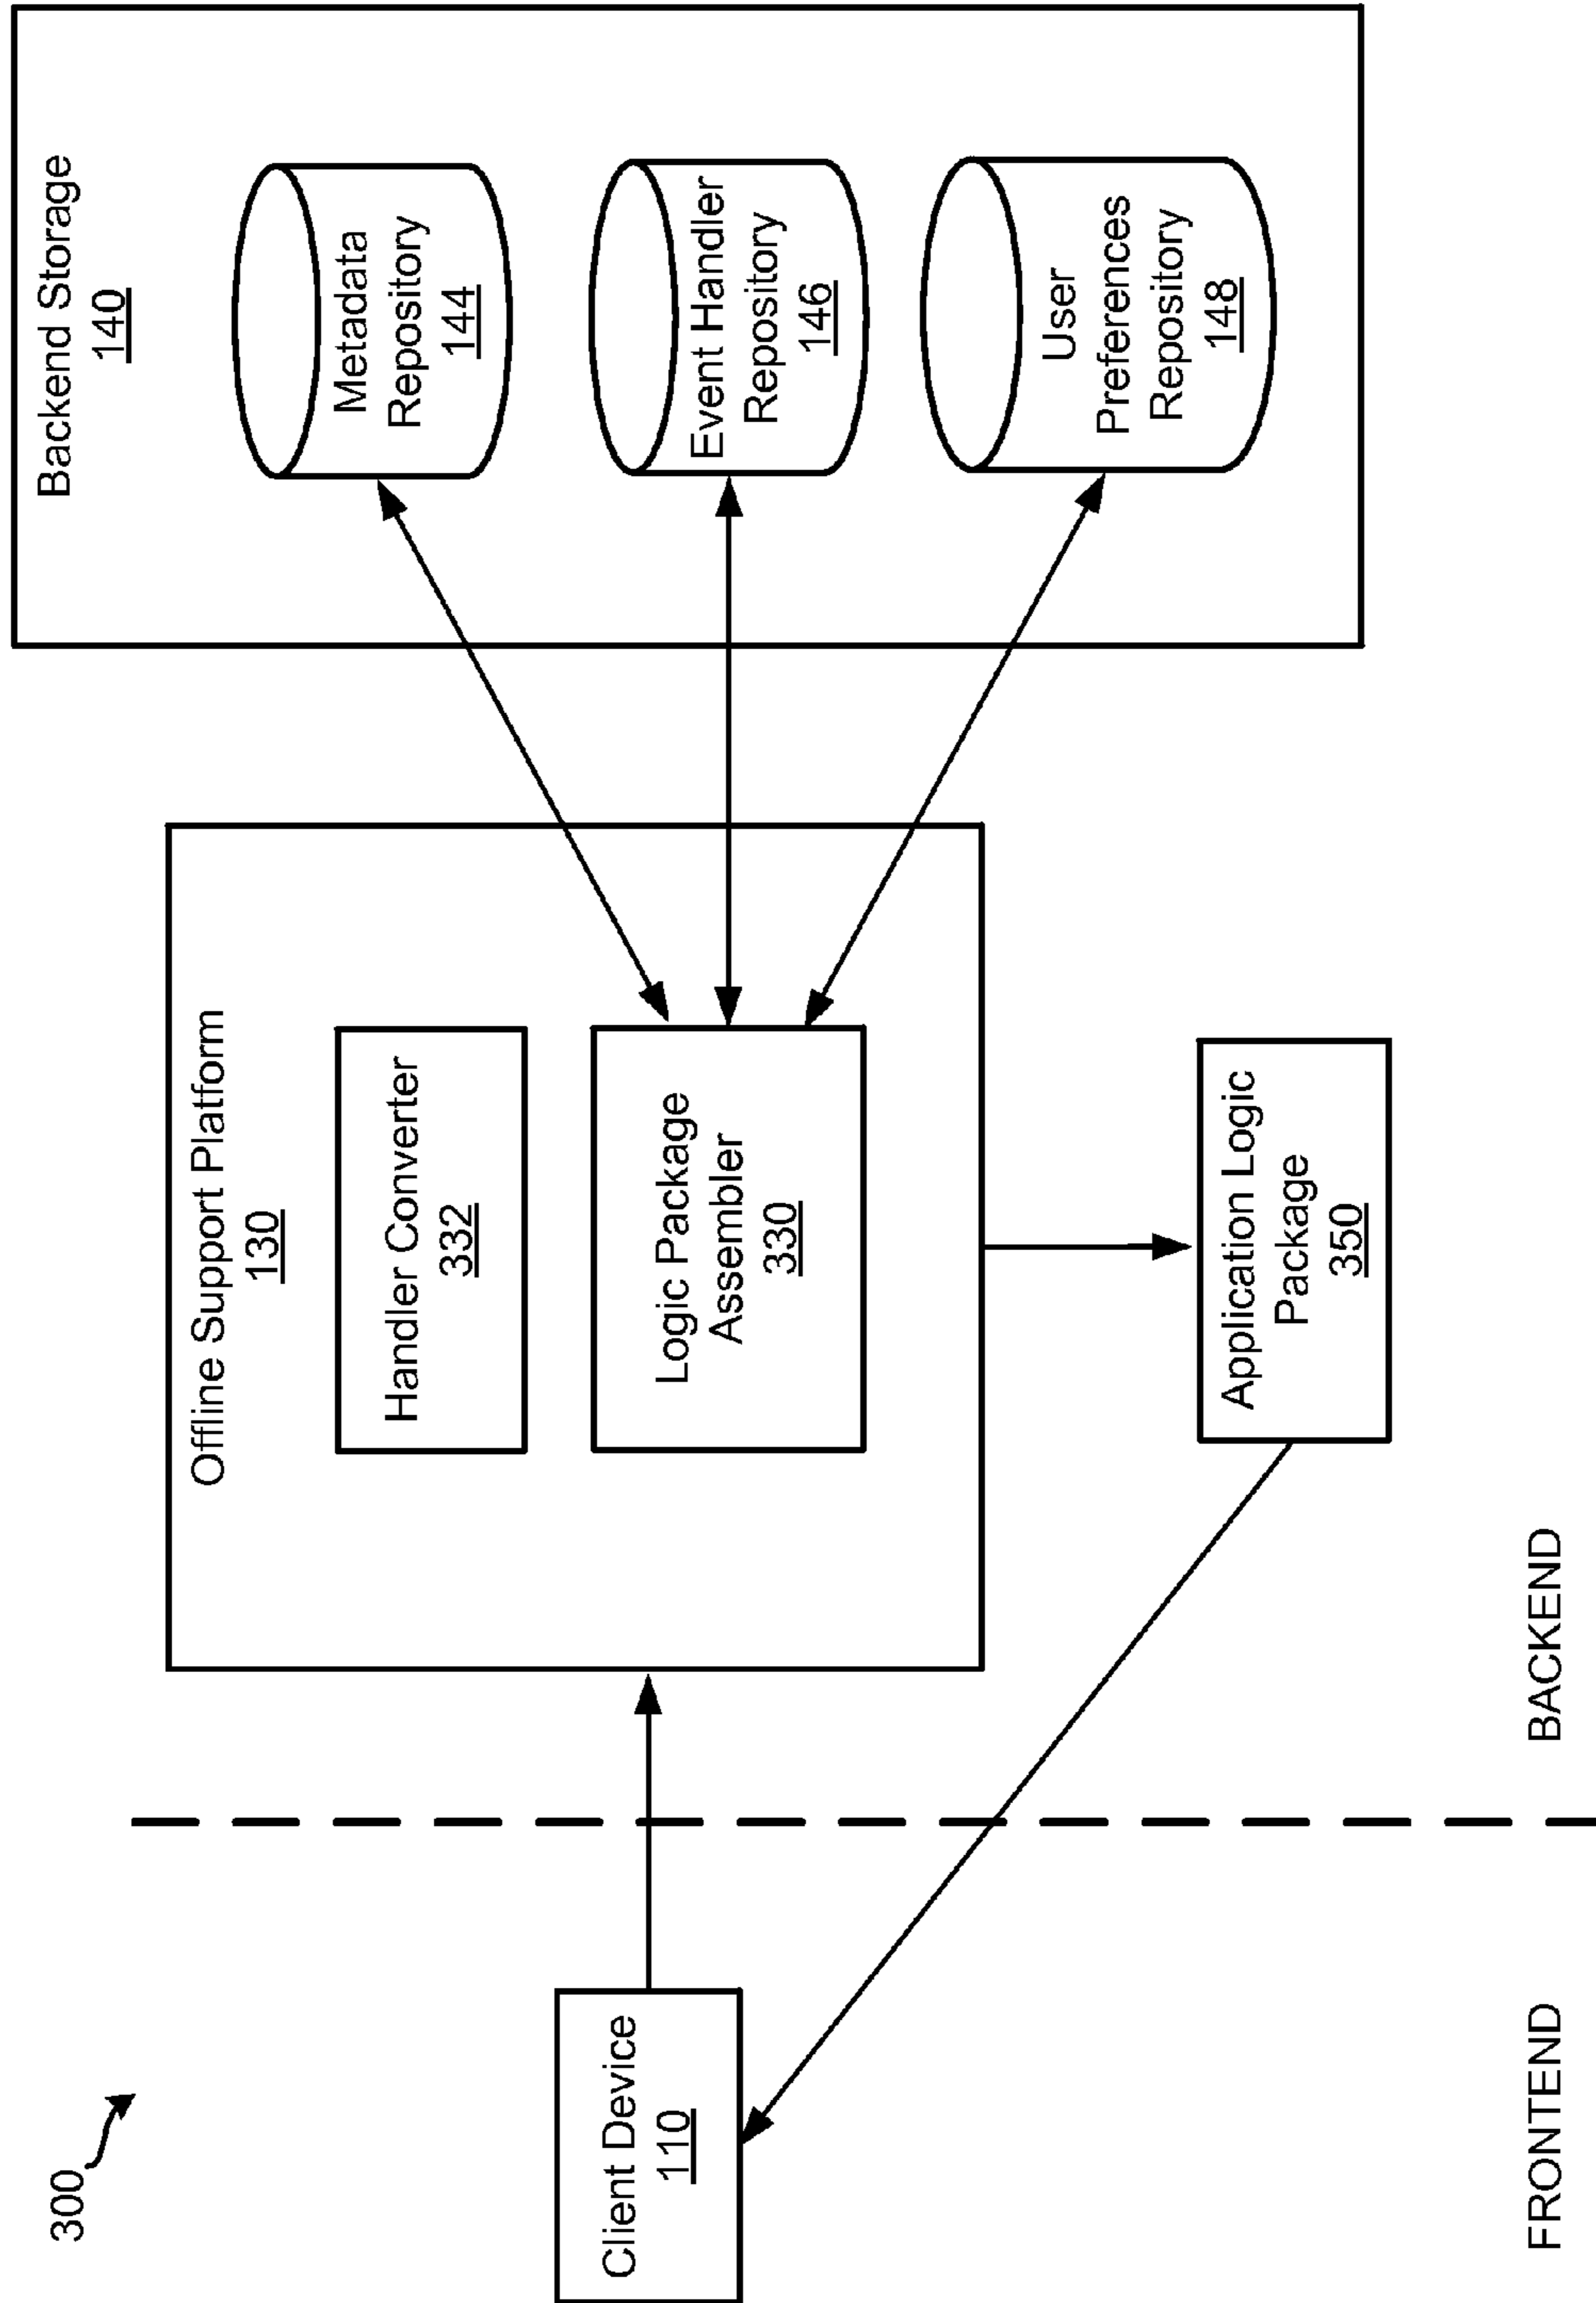 300
Client Device
110
Offline Support Platform
130
Handler Converter
332
Logic Package
Assembler
330
Application Logic
Package
350
Backend Storage
140
Metadata
Repository
144
Event Handler
Repository
146
User
Preferences
Repository
148
FRONTEND
BACKEND